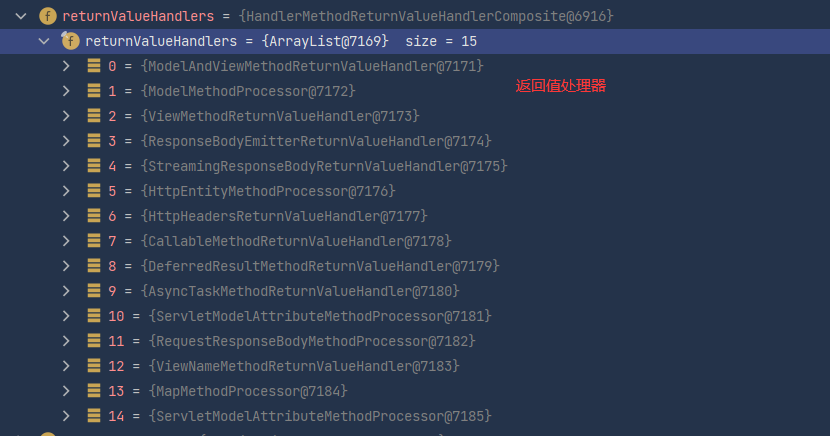 returnValueHandlers = {HandlerMethodReturnValueHandlerComposite@6916}
returnValueHandlers = {ArrayList@7169} size = 15
0 = {ModelAndViewMethodReturnValueHandler@7171}
返回值处理器
1 = {ModelMethodProcessor@7172}
2 = {ViewMethodReturnValueHandler@7173}
3 = {ResponseBodyEmitterReturnValueHandler@7174}
4 = {StreamingResponseBodyReturnValueHandler@7175}
5 = {HttpEntityMethodProcessor@7176}
6 = {HttpHeadersReturnValueHandler@7177}
7 = {CallableMethodReturnValueHandler@7178}
8 = {DeferredResultMethodReturnValueHandler@7179}
9 = {AsyncTaskMethodReturnValueHandler@7180}
10 = {ServletModelAttributeMethodProcessor@7181}
11 = {RequestResponseBodyMethodProcessor@7182}
12 = {ViewNameMethodReturnValueHandler@7183}
13 = {MapMethodProcessor@7184}
14 = {ServletModelAttributeMethodProcessor@7185}